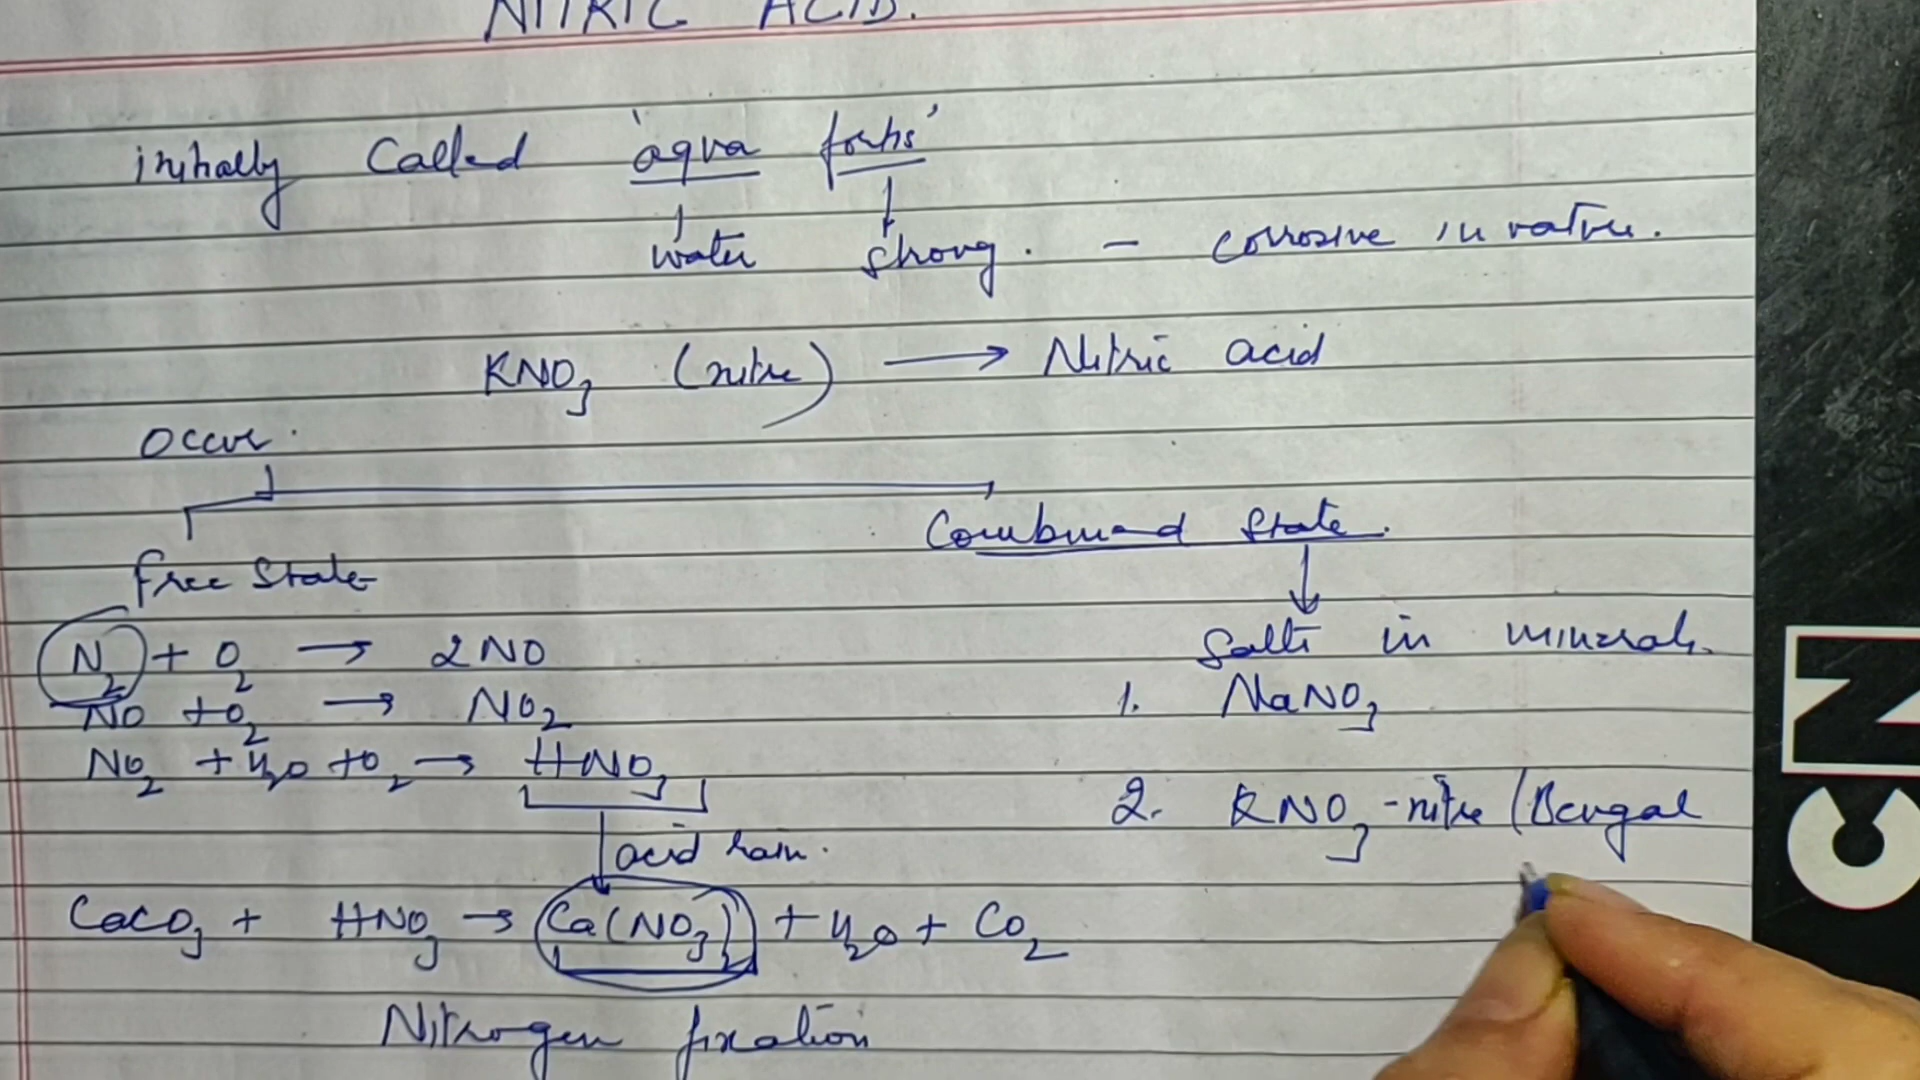 NITRIC ACID.
initially Called 'aqua fortis'
water strong. - corrosive in nature.
KNO3 (nitre) → Nitric acid
Occur.
Free State
Combined State.
N2 + O2 → 2NO
NO + O2 → NO2
NO2 + H2O + O2 → HNO3
acid rain.
CaCO3 + HNO3 → Ca(NO3)2 + H2O + CO2
Nitrogen fixation
Salts in minerals.
1. NaNO3
2. KNO3 - nitre (Bengal
CN